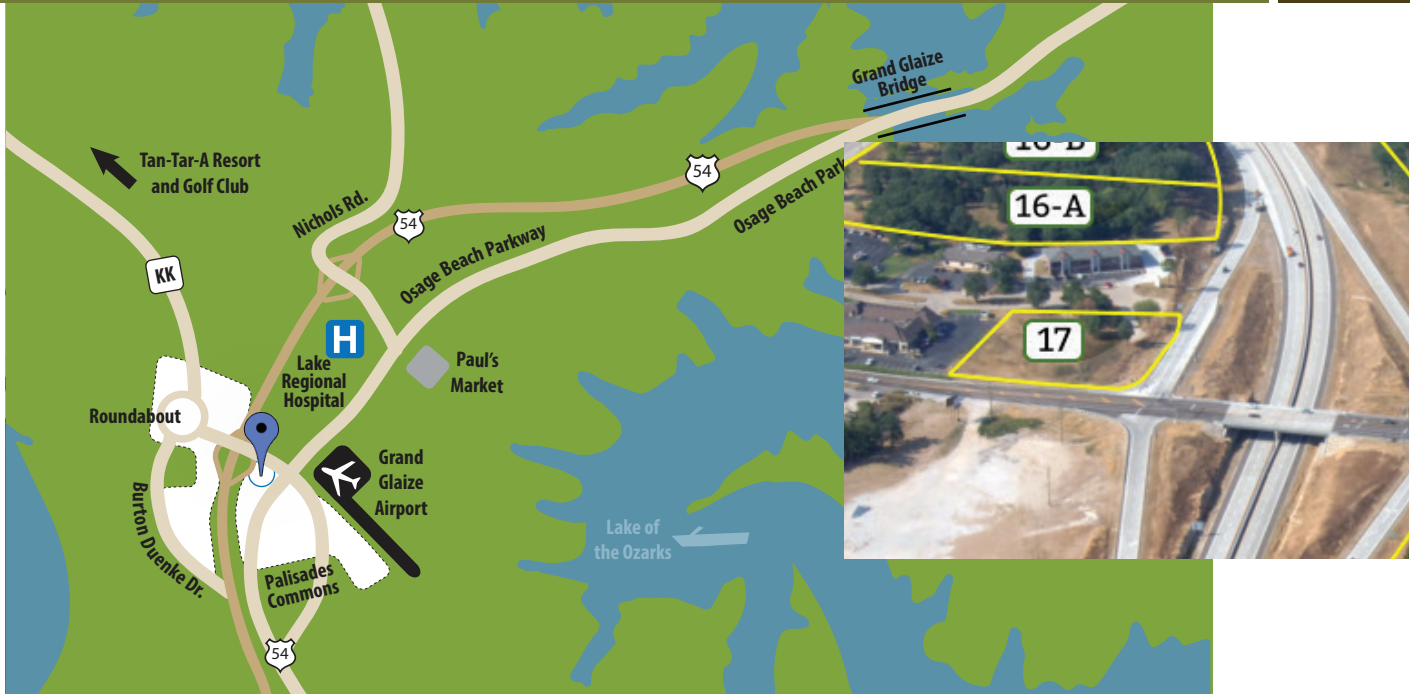 Grand Glaize
Bridge
Tan-Tar-A Resort
and Golf Club
54
Nichols Rd.
54
Osage Beach
Osage Beach Parkway
KK
H
Lake
Regional
Hospital
Paul's
Market
Roundabout
Grand
Glaize
Airport
Burton Duenke Dr.
Lake of
the Ozarks
Palisades
Commons
54
16-A
17